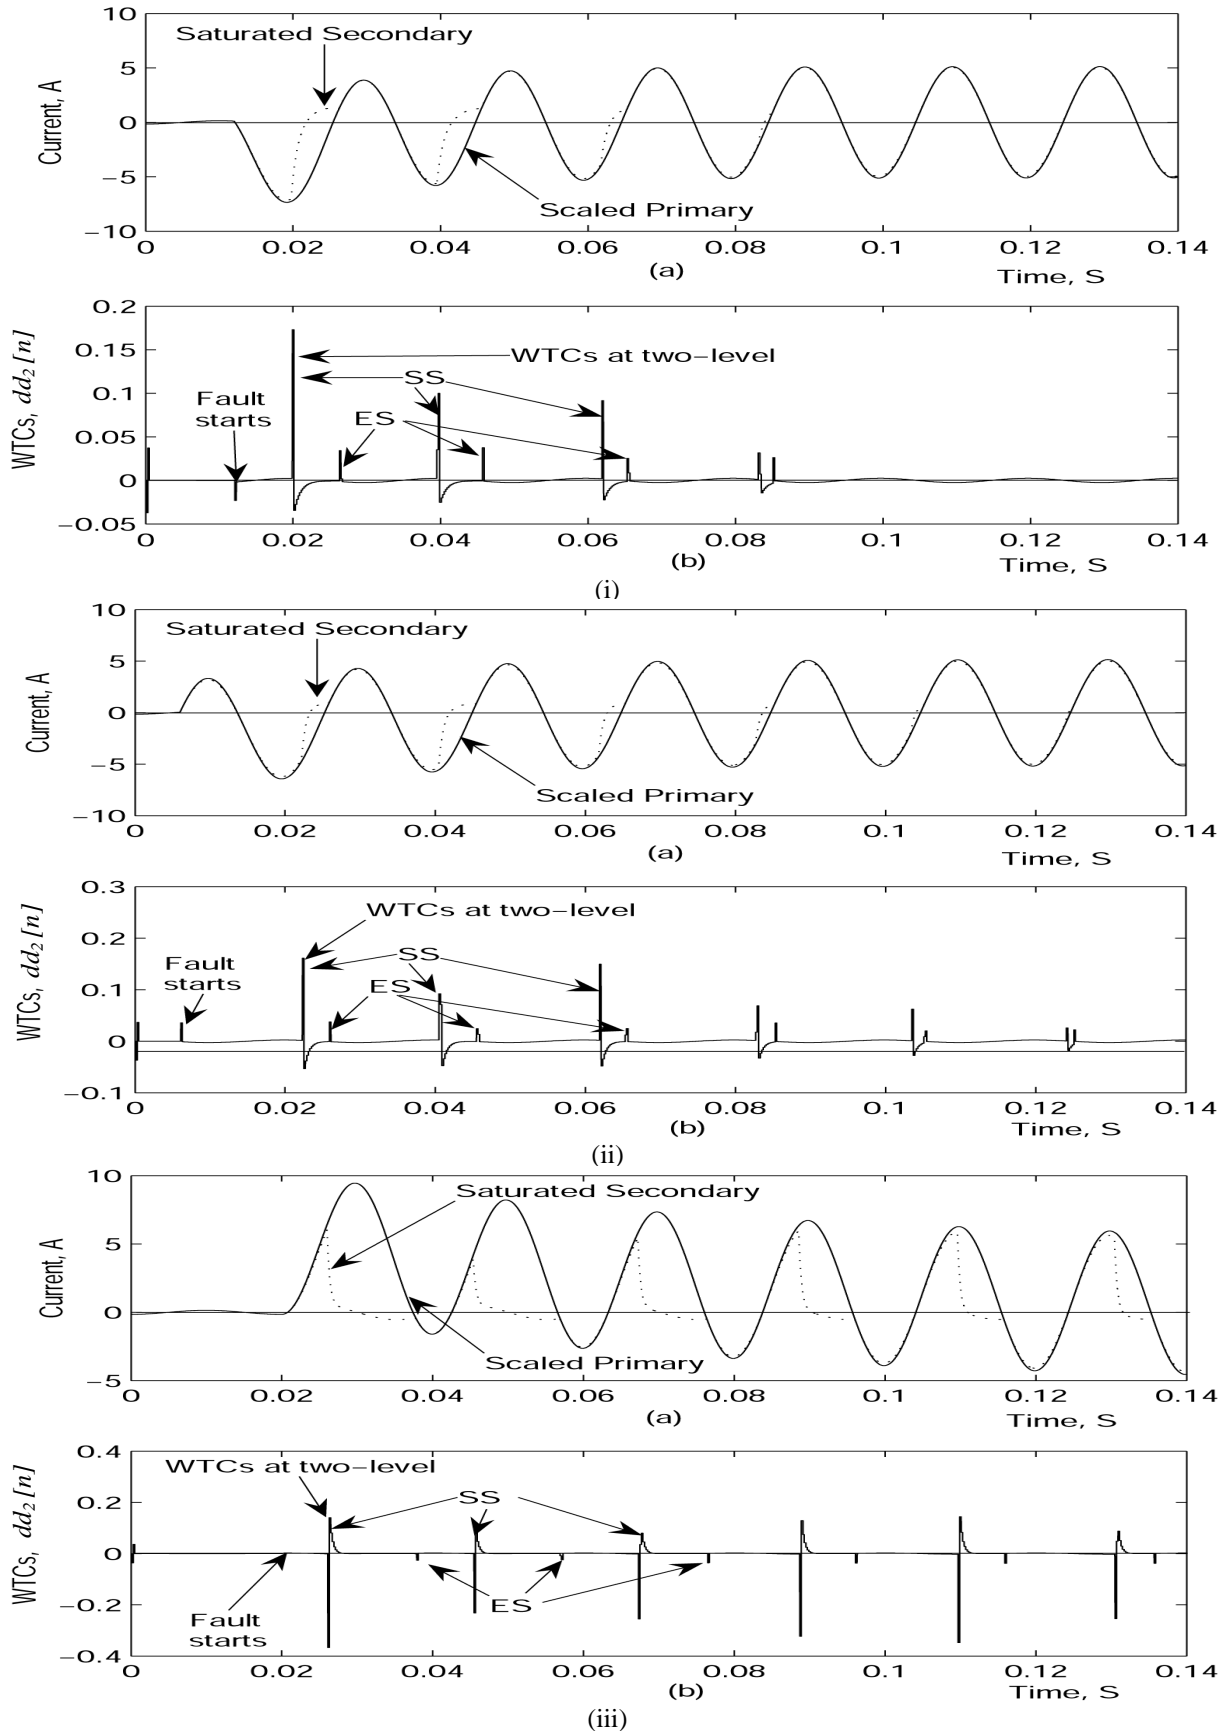 10
5
0
−5
−10
Current, A
Saturated Secondary
Scaled Primary
0 0.02 0.04 0.06 0.08 0.1 0.12 0.14
(a)
Time, S
0.2
0.15
0.1
0.05
0
−0.05
WTCs, dd2[n]
WTCs at two−level
SS
Fault
starts
ES
0 0.02 0.04 0.06 0.08 0.1 0.12 0.14
(b)
Time, S
(i)
10
5
0
−5
−10
Current, A
Saturated Secondary
Scaled Primary
0 0.02 0.04 0.06 0.08 0.1 0.12 0.14
(a)
Time, S
0.3
0.2
0.1
0
−0.1
WTCs, dd2[n]
WTCs at two−level
SS
Fault
starts
ES
0 0.02 0.04 0.06 0.08 0.1 0.12 0.14
(b)
Time, S
(ii)
10
5
0
−5
Current, A
Saturated Secondary
Scaled Primary
0 0.02 0.04 0.06 0.08 0.1 0.12 0.14
(a)
Time, S
0.4
0.2
0
−0.2
−0.4
WTCs, dd2[n]
WTCs at two−level
SS
ES
Fault
starts
0 0.02 0.04 0.06 0.08 0.1 0.12 0.14
(b)
Time, S
(iii)